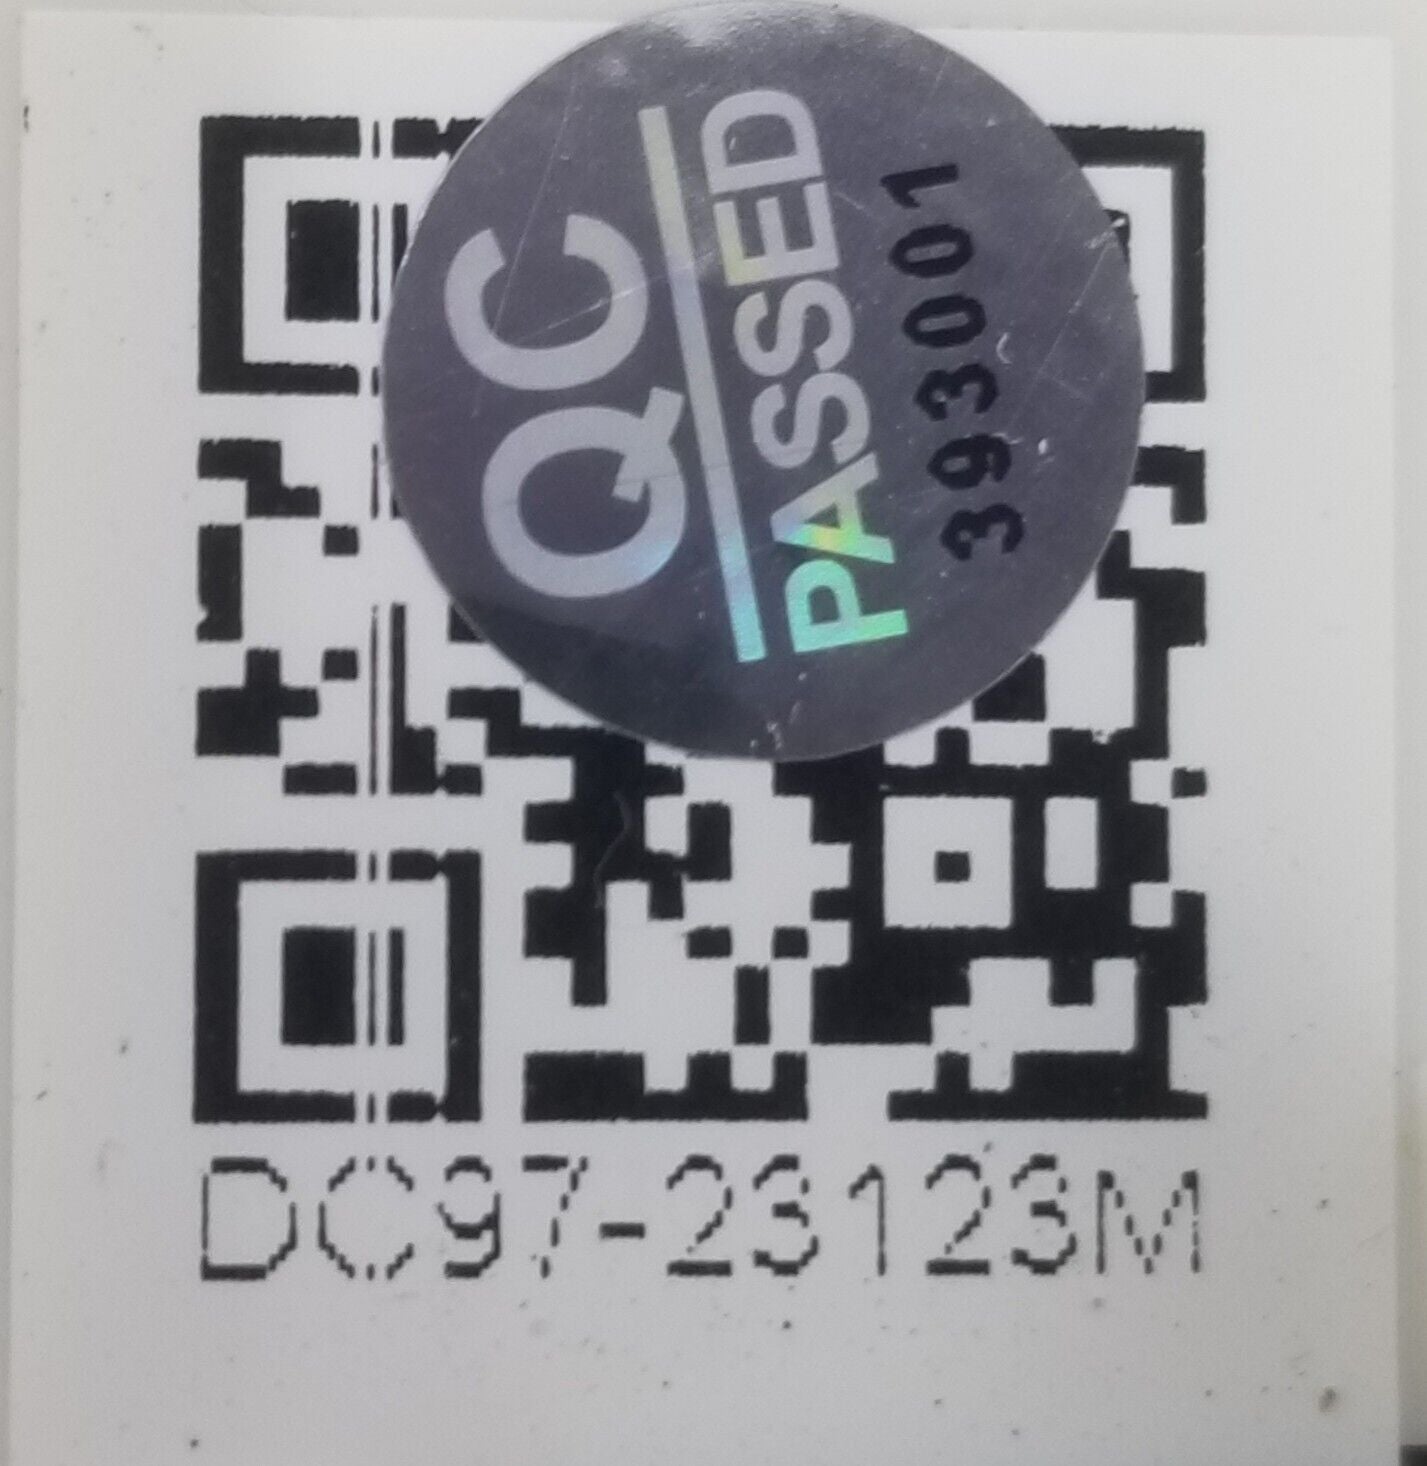 QC
PASSED
393001
DC97-23123M